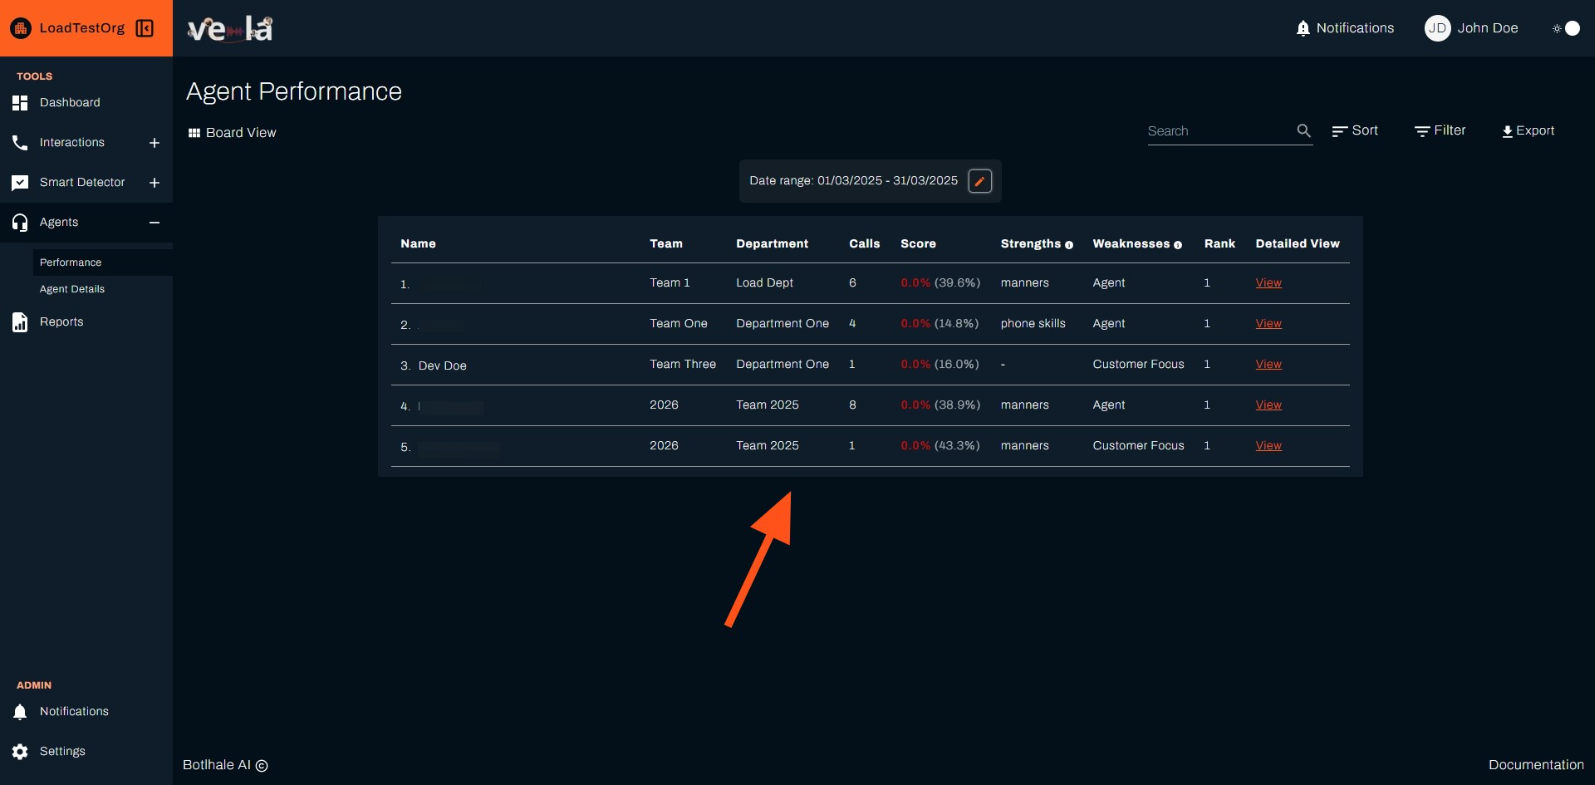 LoadTestOrg
vela
Notifications
JD John Doe
TOOLS
Dashboard
Interactions +
Smart Detector +
Agents −
Performance
Agent Details
Reports
ADMIN
Notifications
Settings
Agent Performance
Board View
Search
Sort
Filter
Export
Date range: 01/03/2025 - 31/03/2025
Name Team Department Calls Score Strengths Weaknesses Rank Detailed View
1. Team 1 Load Dept 6 0.0% (39.6%) manners Agent 1 View
2. Team One Department One 4 0.0% (14.8%) phone skills Agent 1 View
3. Dev Doe Team Three Department One 1 0.0% (16.0%) - Customer Focus 1 View
4. 2026 Team 2025 8 0.0% (38.9%) manners Agent 1 View
5. 2026 Team 2025 1 0.0% (43.3%) manners Customer Focus 1 View
Botlhale AI ©
Documentation